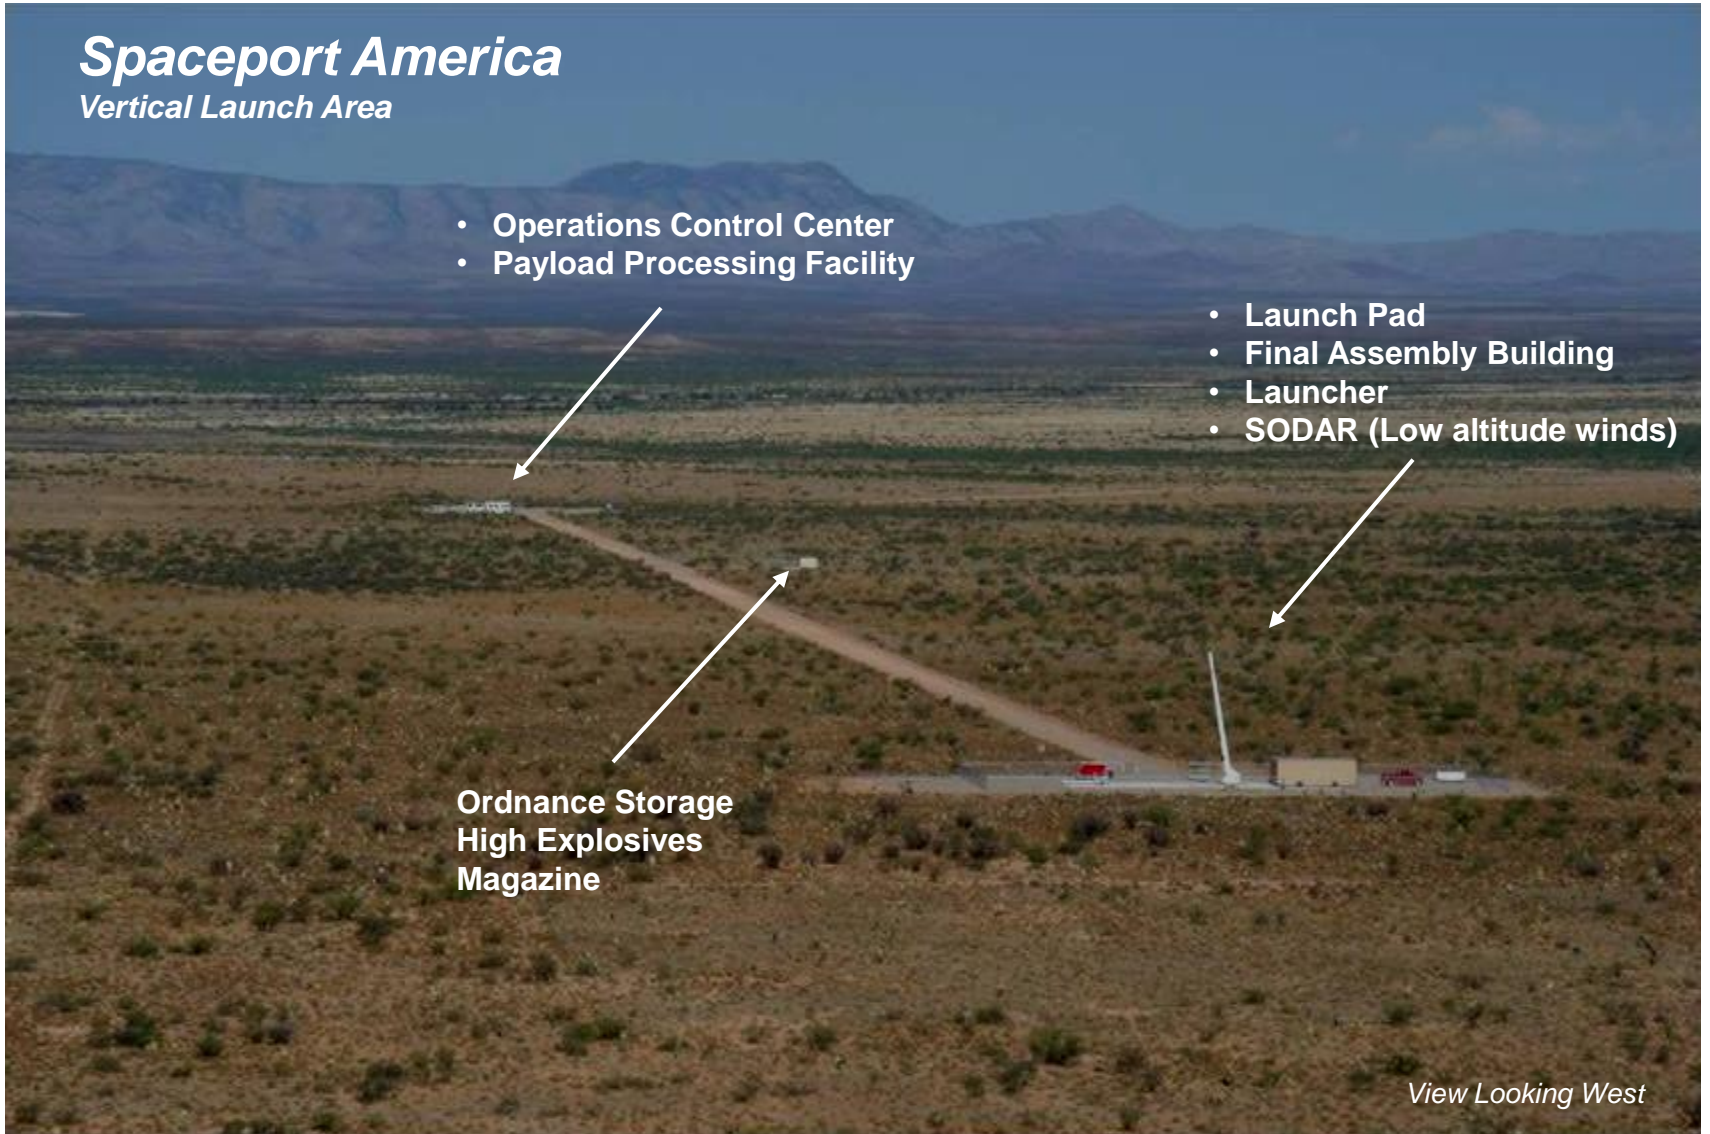 Spaceport America
Vertical Launch Area
• Operations Control Center
• Payload Processing Facility
• Launch Pad
• Final Assembly Building
• Launcher
• SODAR (Low altitude winds)
Ordnance Storage
High Explosives
Magazine
View Looking West